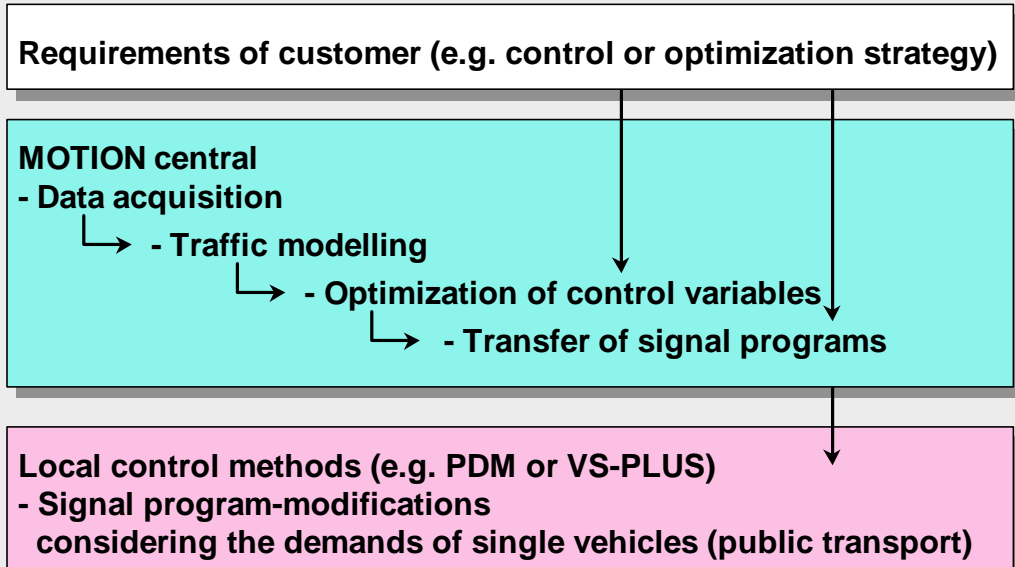 Requirements of customer (e.g. control or optimization strategy)
MOTION central
- Data acquisition
- Traffic modelling
- Optimization of control variables
- Transfer of signal programs
Local control methods (e.g. PDM or VS-PLUS)
- Signal program-modifications
considering the demands of single vehicles (public transport)